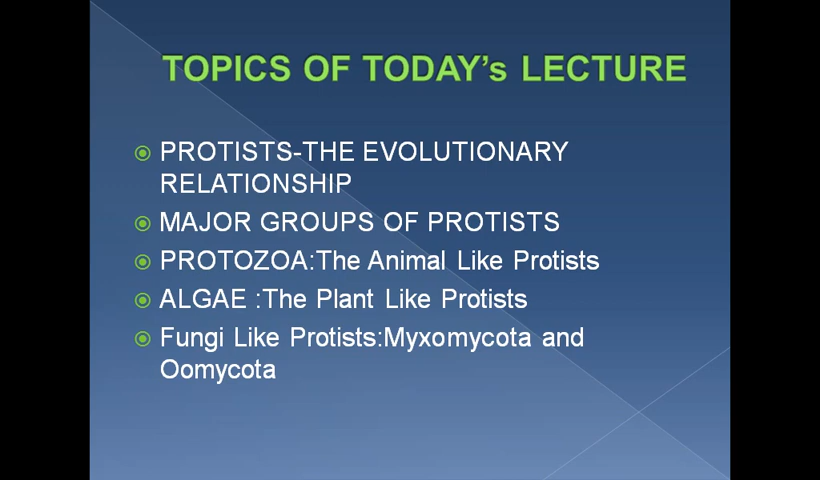 TOPICS OF TODAY's LECTURE
PROTISTS-THE EVOLUTIONARY
RELATIONSHIP
MAJOR GROUPS OF PROTISTS
PROTOZOA:The Animal Like Protists
ALGAE :The Plant Like Protists
Fungi Like Protists:Myxomycota and
Oomycota